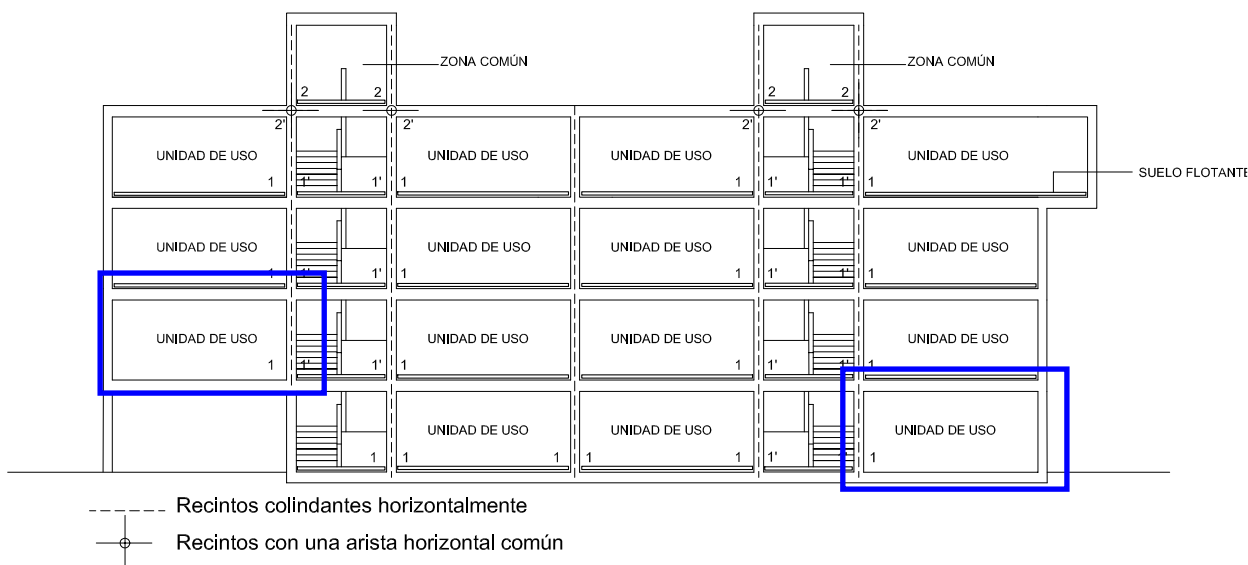 ZONA COMÚN ZONA COMÚN
2 2 2 2
2' 2' 2' 2'
UNIDAD DE USO UNIDAD DE USO UNIDAD DE USO UNIDAD DE USO
SUELO FLOTANTE
1 1' 1' 1 1 1' 1' 1
UNIDAD DE USO UNIDAD DE USO UNIDAD DE USO UNIDAD DE USO
1 1' 1' 1 1 1' 1' 1
UNIDAD DE USO UNIDAD DE USO UNIDAD DE USO UNIDAD DE USO
1 1' 1' 1 1 1' 1' 1
UNIDAD DE USO UNIDAD DE USO UNIDAD DE USO
1 1 1 1 1 1' 1' 1
Recintos colindantes horizontalmente
Recintos con una arista horizontal común